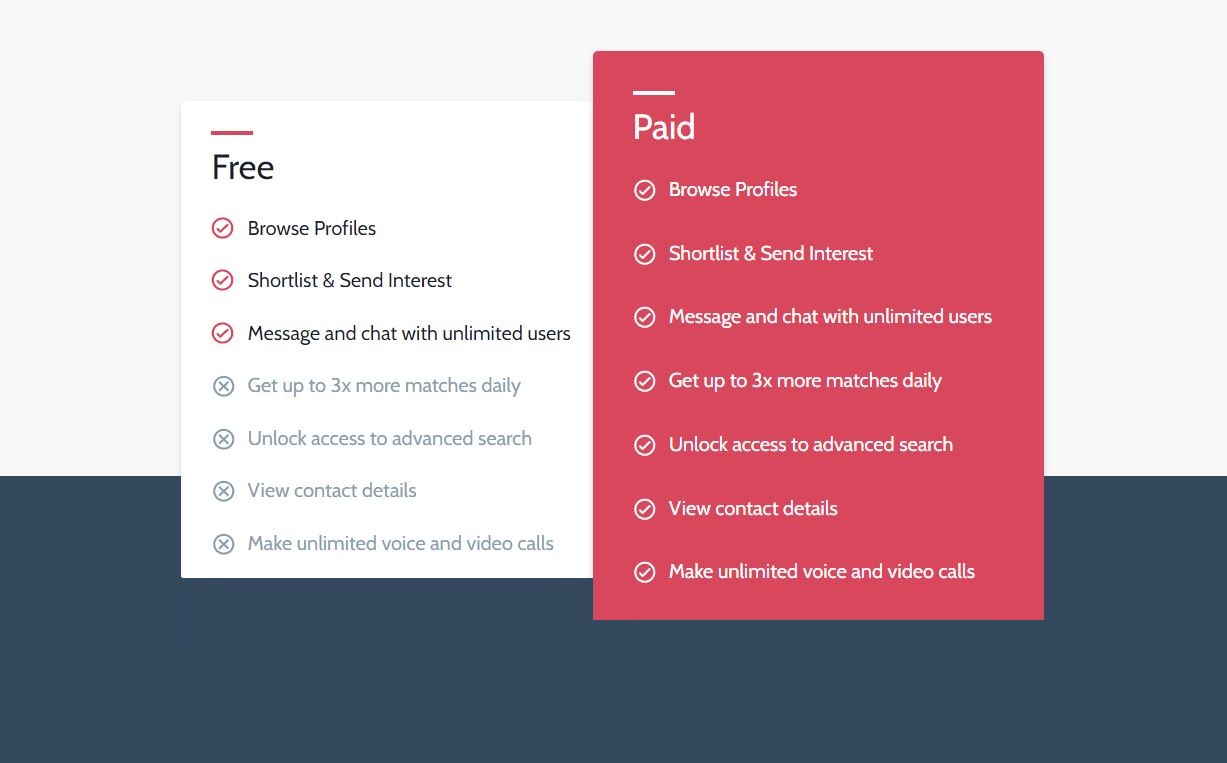 Free
Browse Profiles
Shortlist & Send Interest
Message and chat with unlimited users
Get up to 3x more matches daily
Unlock access to advanced search
View contact details
Make unlimited voice and video calls
Paid
Browse Profiles
Shortlist & Send Interest
Message and chat with unlimited users
Get up to 3x more matches daily
Unlock access to advanced search
View contact details
Make unlimited voice and video calls